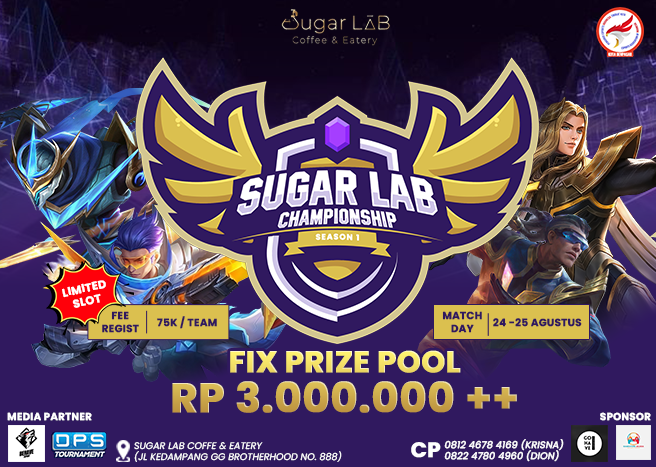 Sugar LAB
Coffee & Eatery
SUGAR LAB
CHAMPIONSHIP
SEASON 1
LIMITED
SLOT
FEE
REGIST
75K / TEAM
MATCH
DAY
24 -25 AGUSTUS
FIX PRIZE POOL
RP 3.000.000 ++
MEDIA PARTNER
SPONSOR
OPS
TOURNAMENT
SUGAR LAB COFFE & EATERY
(JL KEDAMPANG GG BROTHERHOOD NO. 888)
CP
0812 4678 4169 (KRISNA)
0822 4780 4960 (DION)